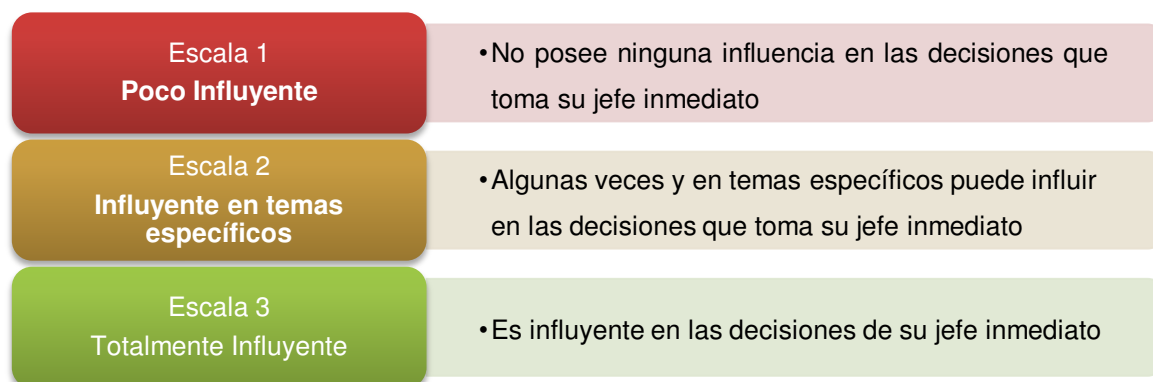 Escala 1
Poco Influyente
•No posee ninguna influencia en las decisiones que
toma su jefe inmediato
Escala 2
Influyente en temas
específicos
•Algunas veces y en temas específicos puede influir
en las decisiones que toma su jefe inmediato
Escala 3
Totalmente Influyente
•Es influyente en las decisiones de su jefe inmediato